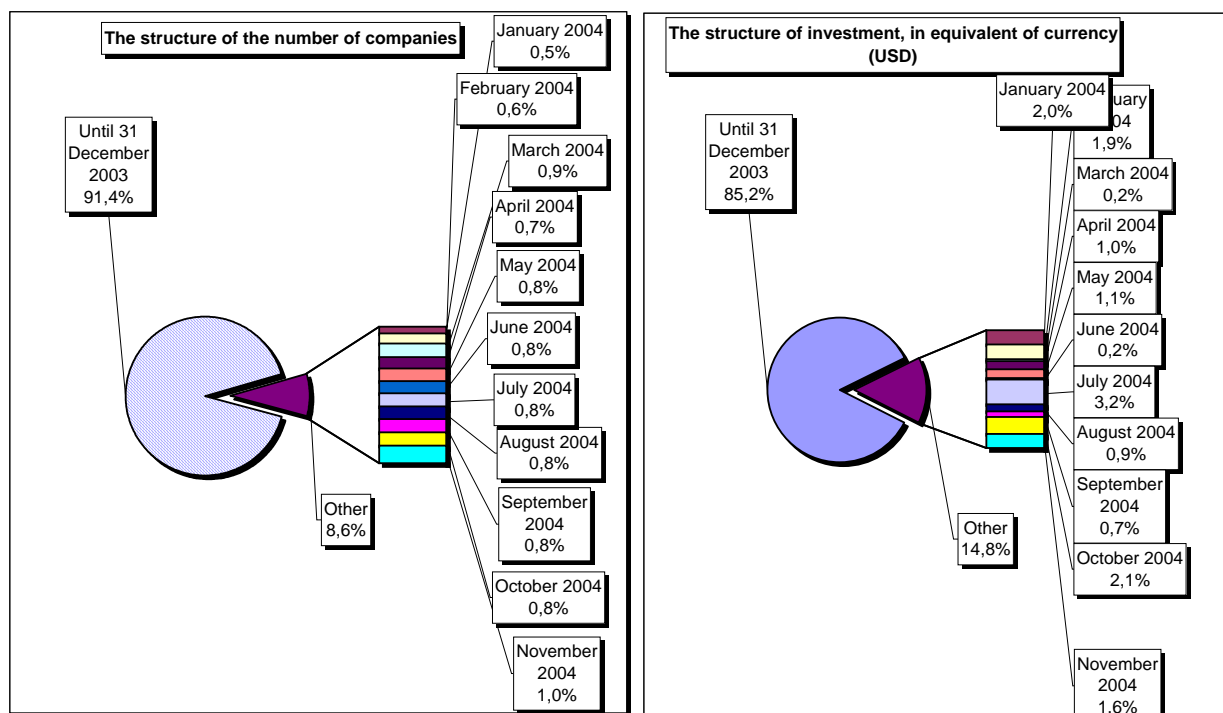 The structure of the number of companies
January 2004
0,5%
February 2004
0,6%
Until 31
December
2003
91,4%
March 2004
0,9%
April 2004
0,7%
May 2004
0,8%
June 2004
0,8%
July 2004
0,8%
August 2004
0,8%
September
2004
0,8%
Other
8,6%
October 2004
0,8%
November
2004
1,0%
The structure of investment, in equivalent of currency
(USD)
January 2004
2,0%
1,9%
Until 31
December
2003
85,2%
March 2004
0,2%
April 2004
1,0%
May 2004
1,1%
June 2004
0,2%
July 2004
3,2%
August 2004
0,9%
September
2004
0,7%
Other
14,8%
October 2004
2,1%
November
2004
1,6%